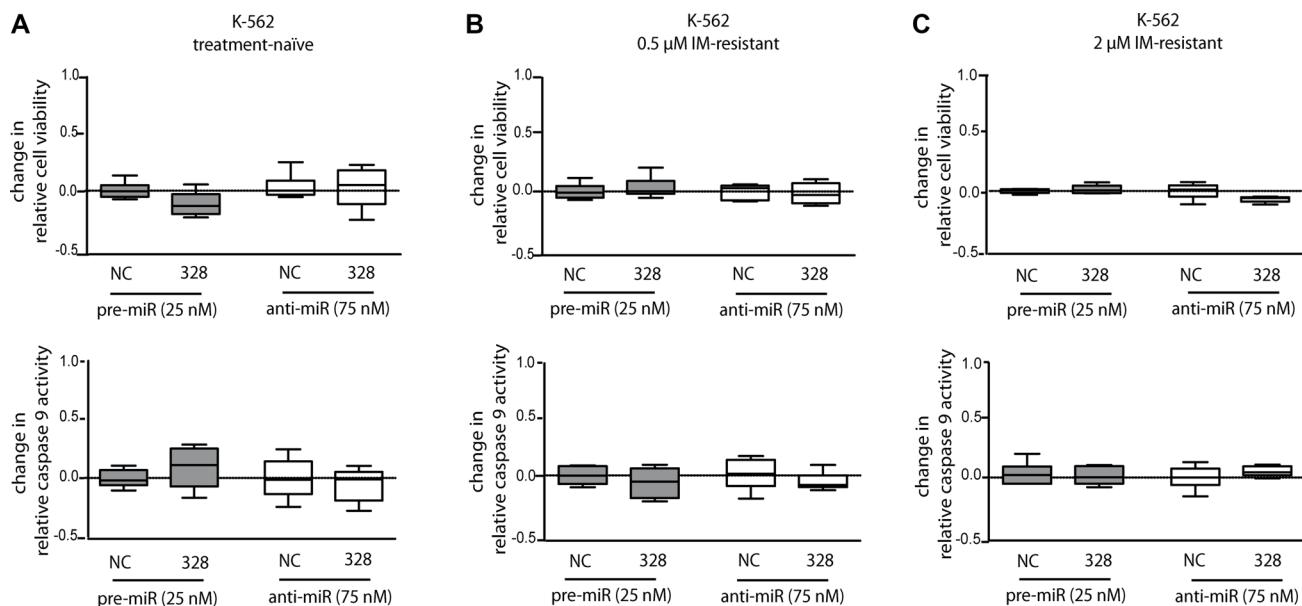 A
K-562
treatment-naïve
change in
relative cell viability
1.0
0.5
0.0
-0.5
NC
328
NC
328
pre-miR (25 nM)
anti-miR (75 nM)
change in
relative caspase 9 activity
1.0
0.5
0.0
-0.5
NC
328
NC
328
pre-miR (25 nM)
anti-miR (75 nM)
B
K-562
0.5 µM IM-resistant
change in
relative cell viability
1.0
0.5
0.0
-0.5
NC
328
NC
328
pre-miR (25 nM)
anti-miR (75 nM)
change in
relative caspase 9 activity
1.0
0.5
0.0
-0.5
NC
328
NC
328
pre-miR (25 nM)
anti-miR (75 nM)
C
K-562
2 µM IM-resistant
change in
relative cell viability
1.0
0.5
0.0
-0.5
NC
328
NC
328
pre-miR (25 nM)
anti-miR (75 nM)
change in
relative caspase 9 activity
1.0
0.5
0.0
-0.5
NC
328
NC
328
pre-miR (25 nM)
anti-miR (75 nM)